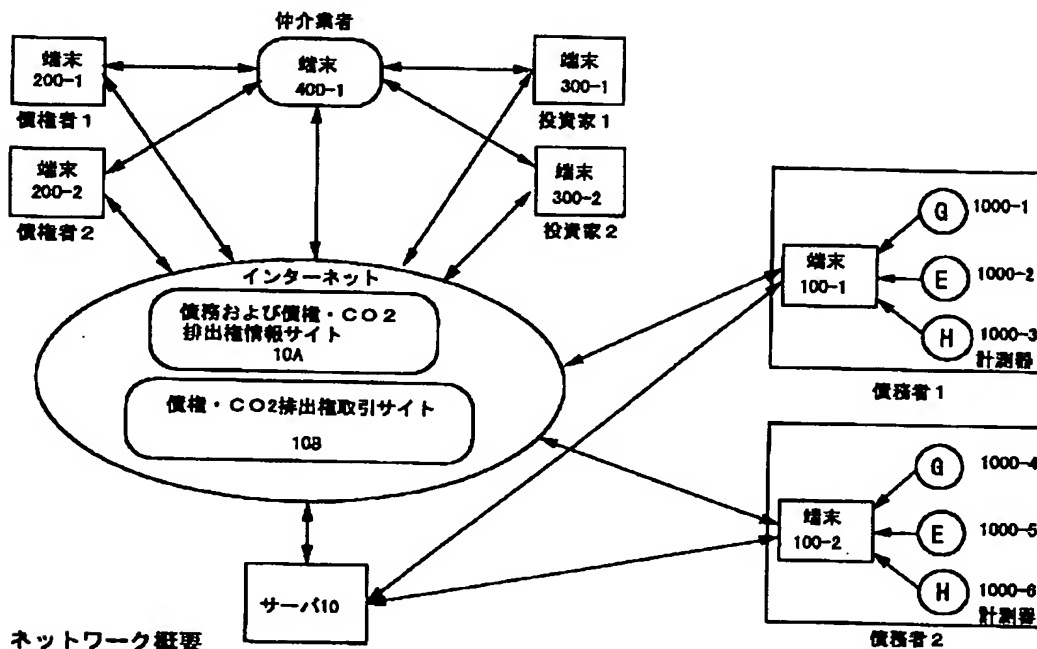 仲介業者
端末
200-1
債権者1
端末
400-1
端末
300-1
投資家1
端末
200-2
債権者2
端末
300-2
投資家2
インターネット
債務および債権・CO2
排出権情報サイト
10A
債権・CO2排出権取引サイト
10B
サーバ10
端末
100-1
G
1000-1
E
1000-2
H
1000-3
計測器
債務者1
端末
100-2
G
1000-4
E
1000-5
H
1000-6
計測器
債務者2
ネットワーク概要